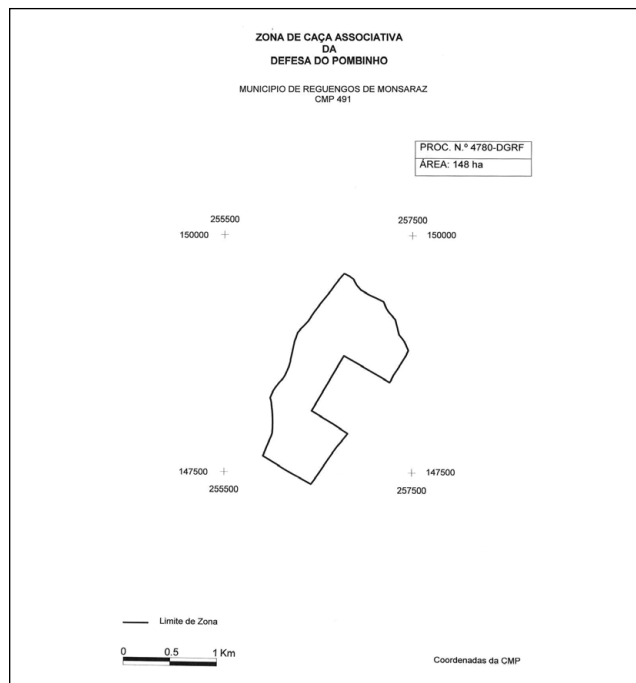 ZONA DE CAÇA ASSOCIATIVA
DA
DEFESA DO POMBINHO
MUNICIPIO DE REGUENGOS DE MONSARAZ
CMP 491
PROC. N.º 4780-DGRF
ÁREA: 148 ha
255500
257500
150000
150000
147500
147500
255500
257500
Limite de Zona
0 0.5 1 Km
Coordenadas da CMP